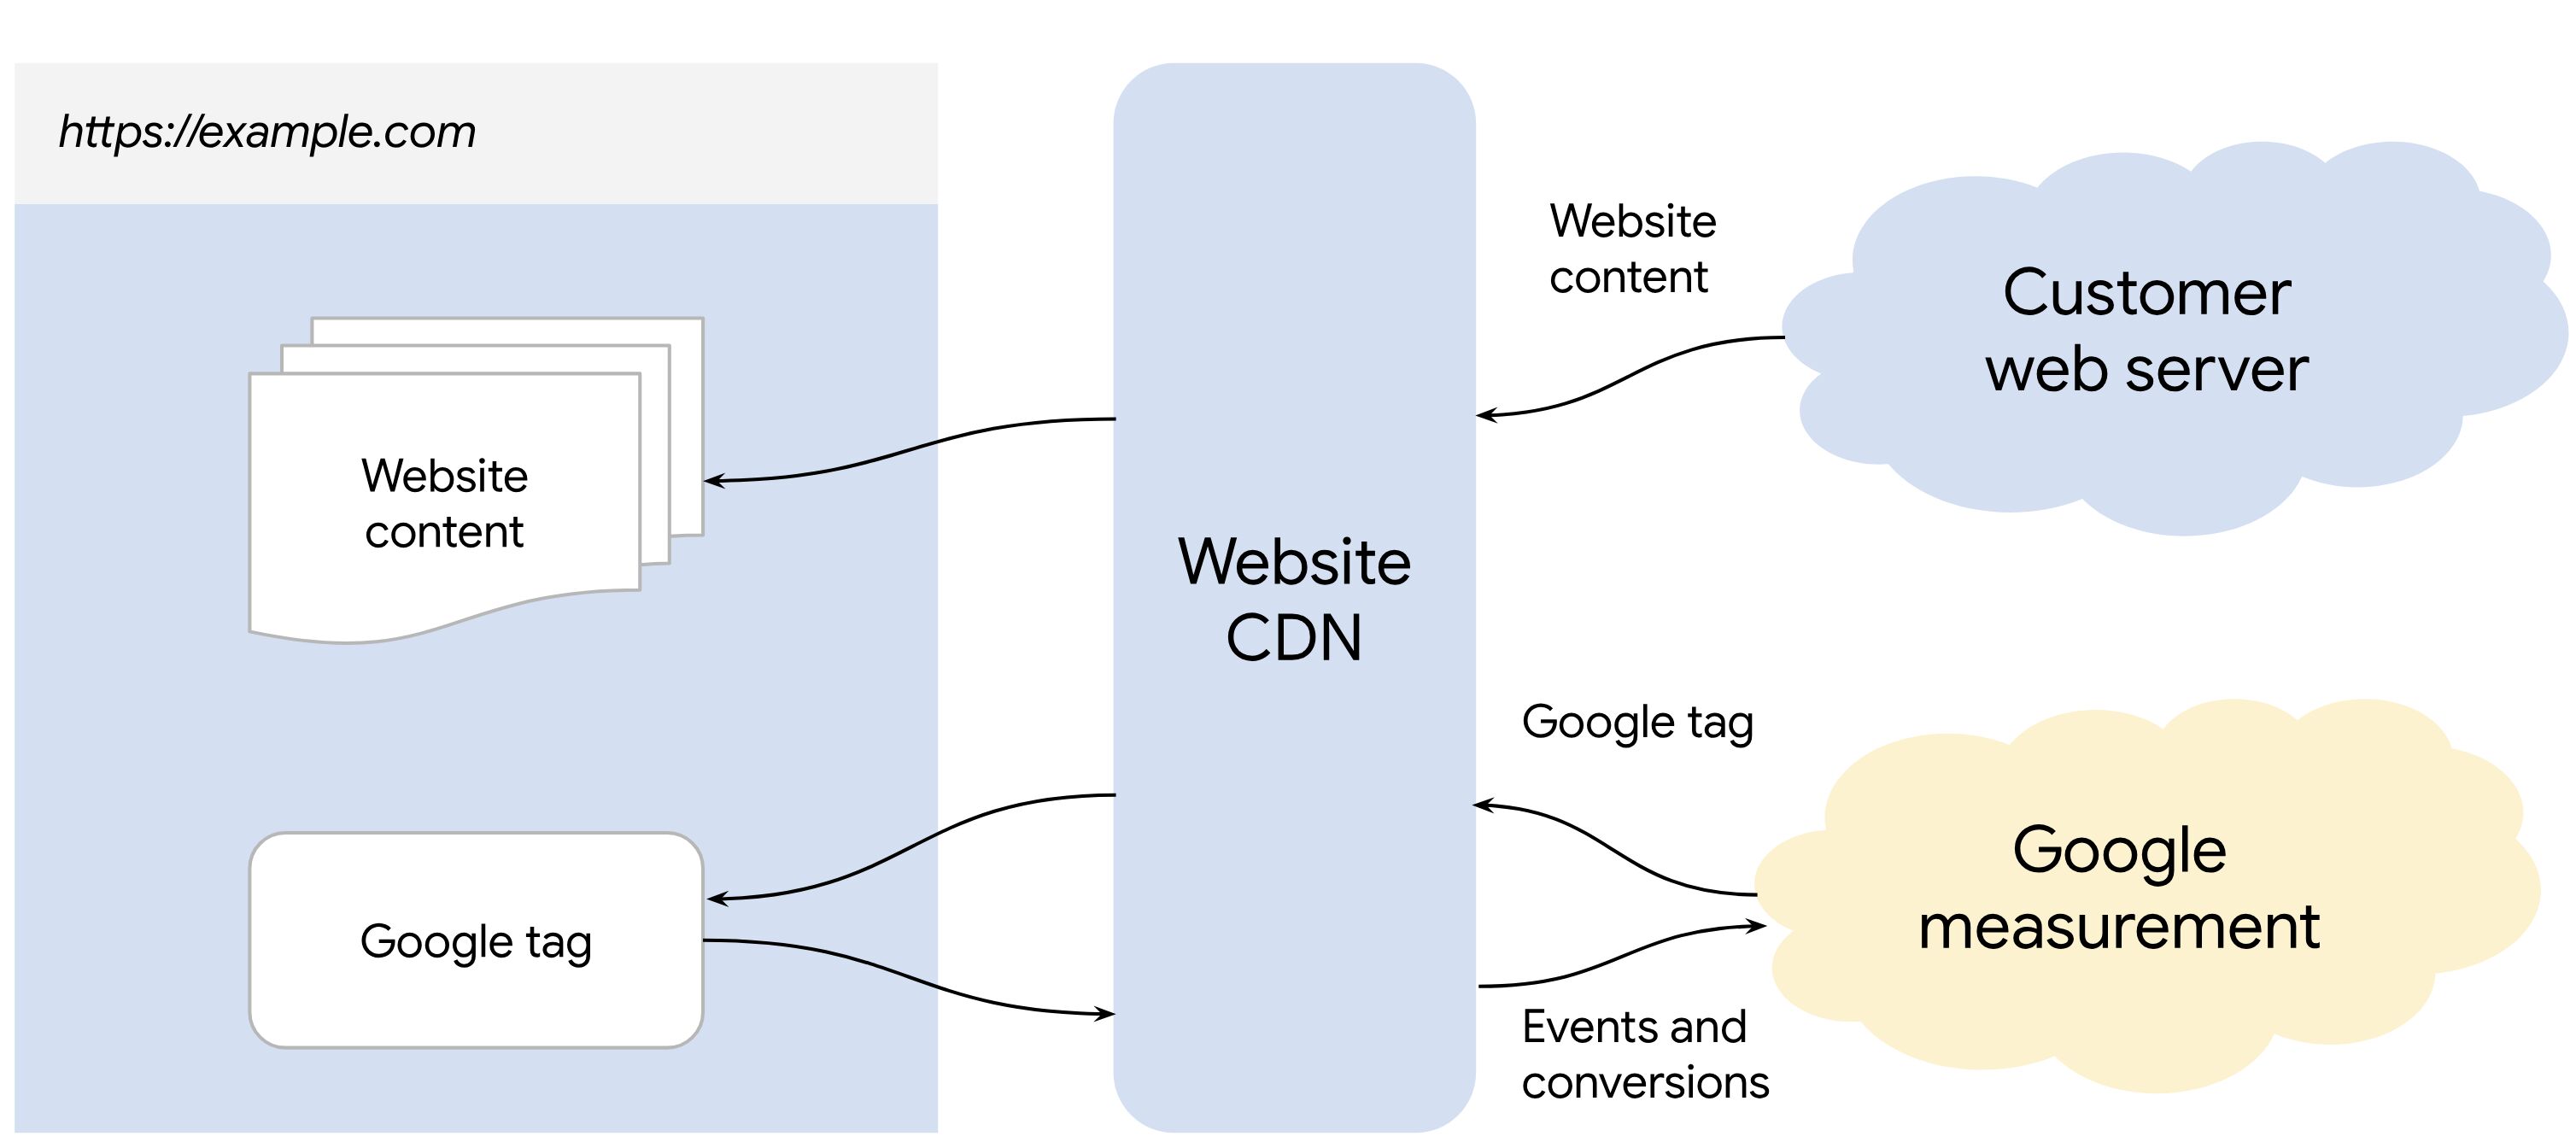 https://example.com
Website
content
Website
CDN
Website
content
Customer
web server
Google tag
Google tag
Events and
conversions
Google
measurement